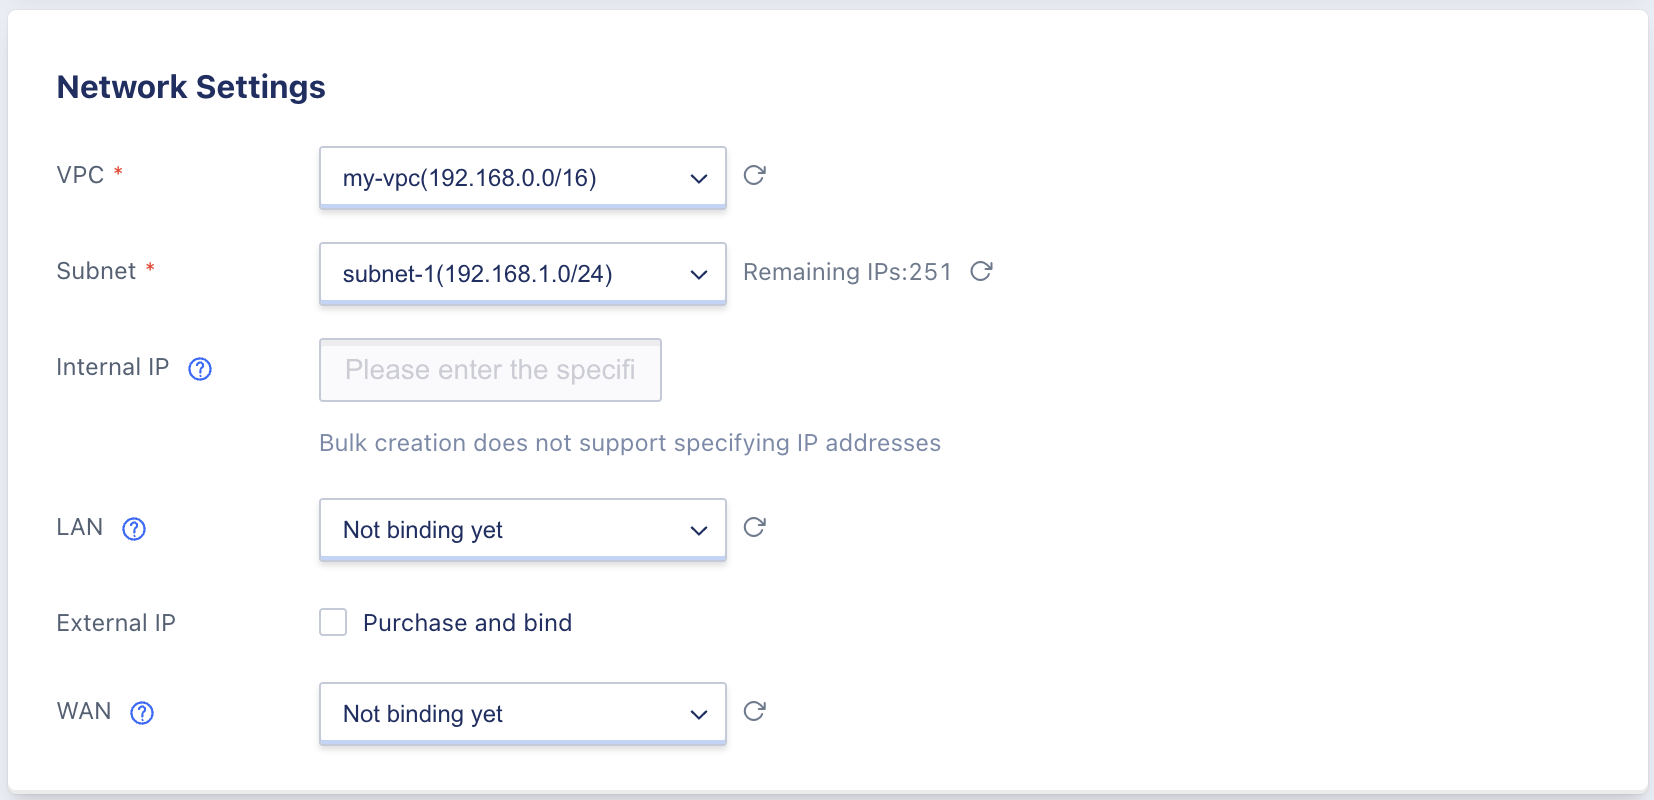 Network Settings
VPC *
my-vpc(192.168.0.0/16)
Subnet *
subnet-1(192.168.1.0/24)
Remaining IPs:251
Internal IP
Please enter the specifi
Bulk creation does not support specifying IP addresses
LAN
Not binding yet
External IP
Purchase and bind
WAN
Not binding yet